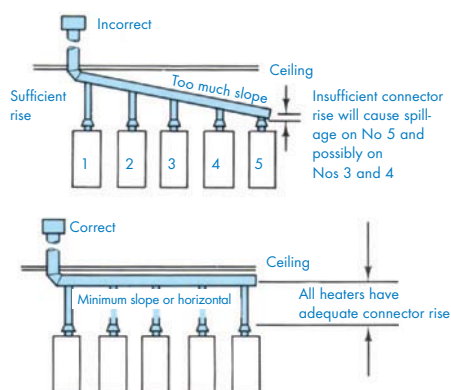 Incorrect
Ceiling
Too much slope
Sufficient
rise
Insufficient connector
rise will cause spill-
age on No 5 and
possibly on
Nos 3 and 4
1 2 3 4 5
Correct
Ceiling
Minimum slope or horizontal
All heaters have
adequate connector rise